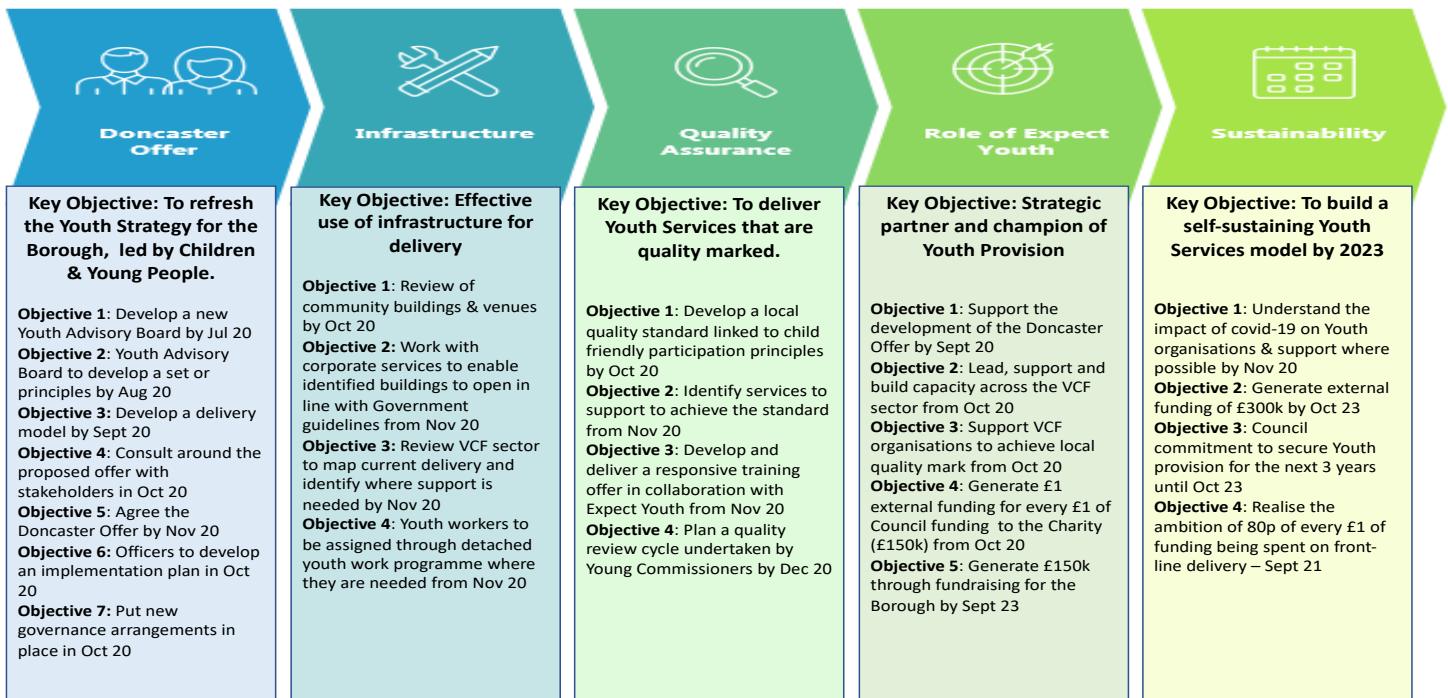 Doncaster
Offer
Key Objective: To refresh
the Youth Strategy for the
Borough, led by Children
& Young People.
Objective 1: Develop a new
Youth Advisory Board by Jul 20
Objective 2: Youth Advisory
Board to develop a set or
principles by Aug 20
Objective 3: Develop a delivery
model by Sept 20
Objective 4: Consult around the
proposed offer with
stakeholders in Oct 20
Objective 5: Agree the
Doncaster Offer by Nov 20
Objective 6: Officers to develop
an implementation plan in Oct
20
Objective 7: Put new
governance arrangements in
place in Oct 20
Infrastructure
Key Objective: Effective
use of infrastructure for
delivery
Objective 1: Review of
community buildings & venues
by Oct 20
Objective 2: Work with
corporate services to enable
identified buildings to open in
line with Government
guidelines from Nov 20
Objective 3: Review VCF sector
to map current delivery and
identify where support is
needed by Nov 20
Objective 4: Youth workers to
be assigned through detached
youth work programme where
they are needed from Nov 20
Quality
Assurance
Key Objective: To deliver
Youth Services that are
quality marked.
Objective 1: Develop a local
quality standard linked to child
friendly participation principles
by Oct 20
Objective 2: Identify services to
support to achieve the standard
from Nov 20
Objective 3: Develop and
deliver a responsive training
offer in collaboration with
Expect Youth from Nov 20
Objective 4: Plan a quality
review cycle undertaken by
Young Commissioners by Dec 20
Role of Expect
Youth
Key Objective: Strategic
partner and champion of
Youth Provision
Objective 1: Support the
development of the Doncaster
Offer by Sept 20
Objective 2: Lead, support and
build capacity across the VCF
sector from Oct 20
Objective 3: Support VCF
organisations to achieve local
quality mark from Oct 20
Objective 4: Generate £1
external funding for every £1 of
Council funding to the Charity
(£150k) from Oct 20
Objective 5: Generate £150k
through fundraising for the
Borough by Sept 23
Sustainability
Key Objective: To build a
self-sustaining Youth
Services model by 2023
Objective 1: Understand the
impact of covid-19 on Youth
organisations & support where
possible by Nov 20
Objective 2: Generate external
funding of £300k by Oct 23
Objective 3: Council
commitment to secure Youth
provision for the next 3 years
until Oct 23
Objective 4: Realise the
ambition of 80p of every £1 of
funding being spent on front-
line delivery – Sept 21